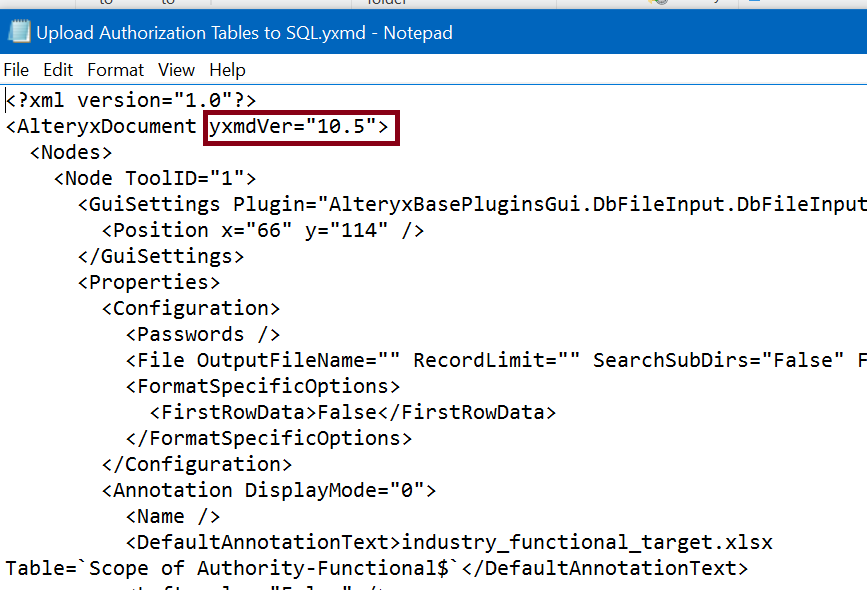 folder
Upload Authorization Tables to SQL.yxmd - Notepad
File Edit Format View Help
<?xml version="1.0"?>
<AlteryxDocument yxmdVer="10.5">
<Nodes>
<Node ToolID="1">
<GuiSettings Plugin="AlteryxBasePluginsGui.DbFileInput.DbFileInput
<Position x="66" y="114" />
</GuiSettings>
<Properties>
<Configuration>
<Passwords />
<File OutputFileName="" RecordLimit="" SearchSubDirs="False" F
<FormatSpecificOptions>
<FirstRowData>False</FirstRowData>
</FormatSpecificOptions>
</Configuration>
<Annotation DisplayMode="0">
<Name />
<DefaultAnnotationText>industry_functional_target.xlsx
Table=`Scope of Authority-Functional$`</DefaultAnnotationText>